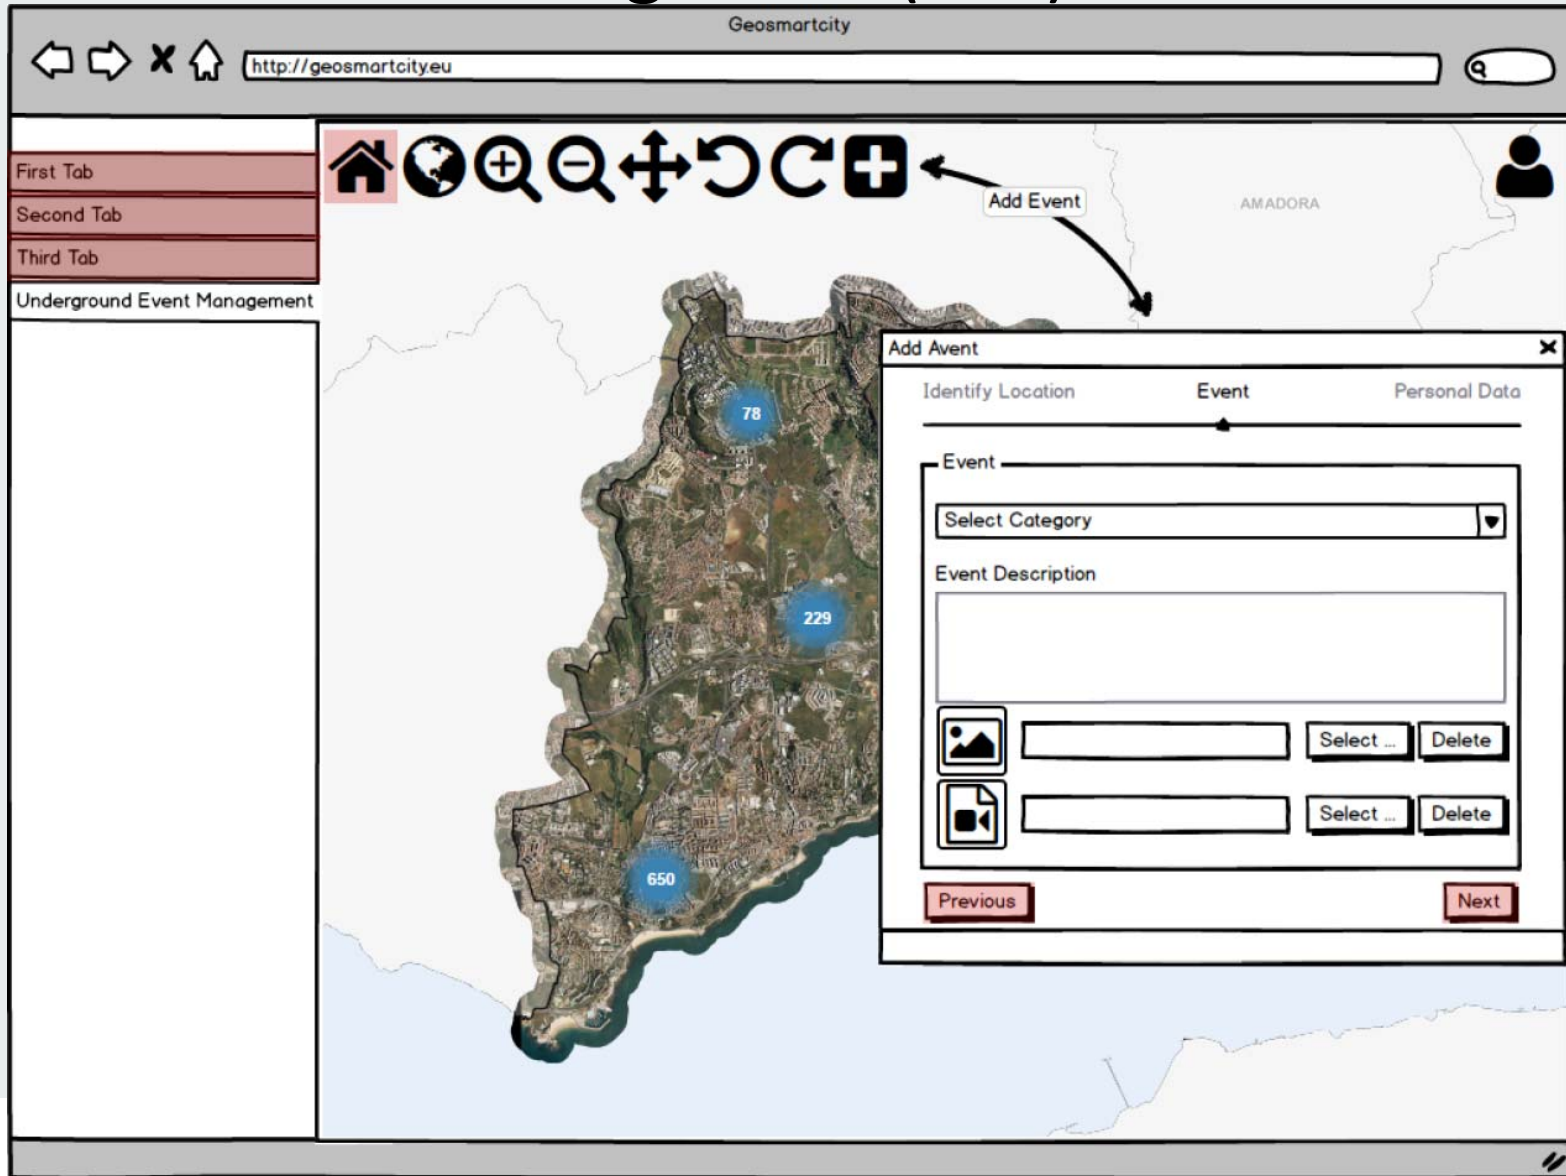 Geosmartcity
http://geosmartcity.eu
First Tab
Second Tab
Third Tab
Underground Event Management
Add Event
AMADORA
78
229
650
Add Avent
Identify Location Event Personal Data
Event
Select Category
Event Description
Select ... Delete
Select ... Delete
Previous Next